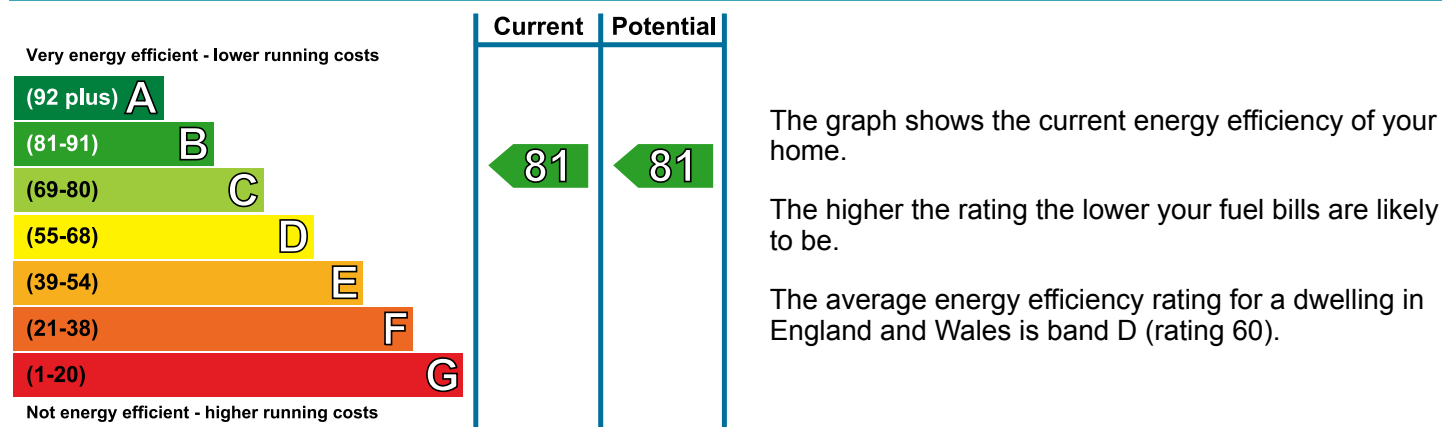 Current Potential
Very energy efficient - lower running costs
(92 plus) A
(81-91) B
(69-80) C
(55-68) D
(39-54) E
(21-38) F
(1-20) G
Not energy efficient - higher running costs
81 81
The graph shows the current energy efficiency of your
home.
The higher the rating the lower your fuel bills are likely
to be.
The average energy efficiency rating for a dwelling in
England and Wales is band D (rating 60).